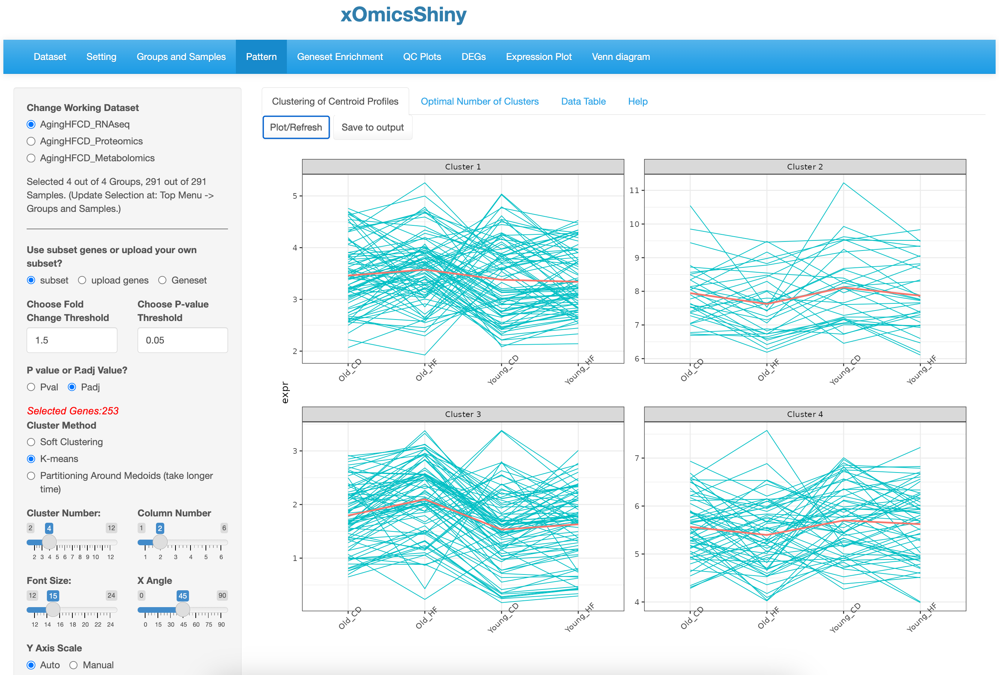 xOmicsShiny
Dataset Setting Groups and Samples Pattern Geneset Enrichment QC Plots DEGs Expression Plot Venn diagram
Change Working Dataset
AgingHFCD_RNAseq
AgingHFCD_Proteomics
AgingHFCD_Metabolomics
Selected 4 out of 4 Groups, 291 out of 291
Samples. (Update Selection at: Top Menu ->
Groups and Samples.)
Use subset genes or upload your own
subset?
subset upload genes Geneset
Choose Fold
Change Threshold
1.5
Choose P-value
Threshold
0.05
P value or P.adj Value?
Pval Padj
Selected Genes:253
Cluster Method
Soft Clustering
K-means
Partitioning Around Medoids (take longer
time)
Cluster Number:
2 4 12
2 3 4 5 6 7 8 9 10 12
Column Number
1 2 6
1 2 3 4 5 6
Font Size:
12 15 24
12 14 16 18 20 22 24
X Angle
0 45 90
0 15 30 45 60 75 90
Y Axis Scale
Auto Manual
Clustering of Centroid Profiles Optimal Number of Clusters Data Table Help
Plot/Refresh Save to output
expr
Cluster 1
5
4
3
2
Old_CD Old_HF Young_CD Young_HF
Cluster 2
11
10
9
8
7
6
Old_CD Old_HF Young_CD Young_HF
Cluster 3
3
2
1
Old_CD Old_HF Young_CD Young_HF
Cluster 4
7
6
5
4
Old_CD Old_HF Young_CD Young_HF